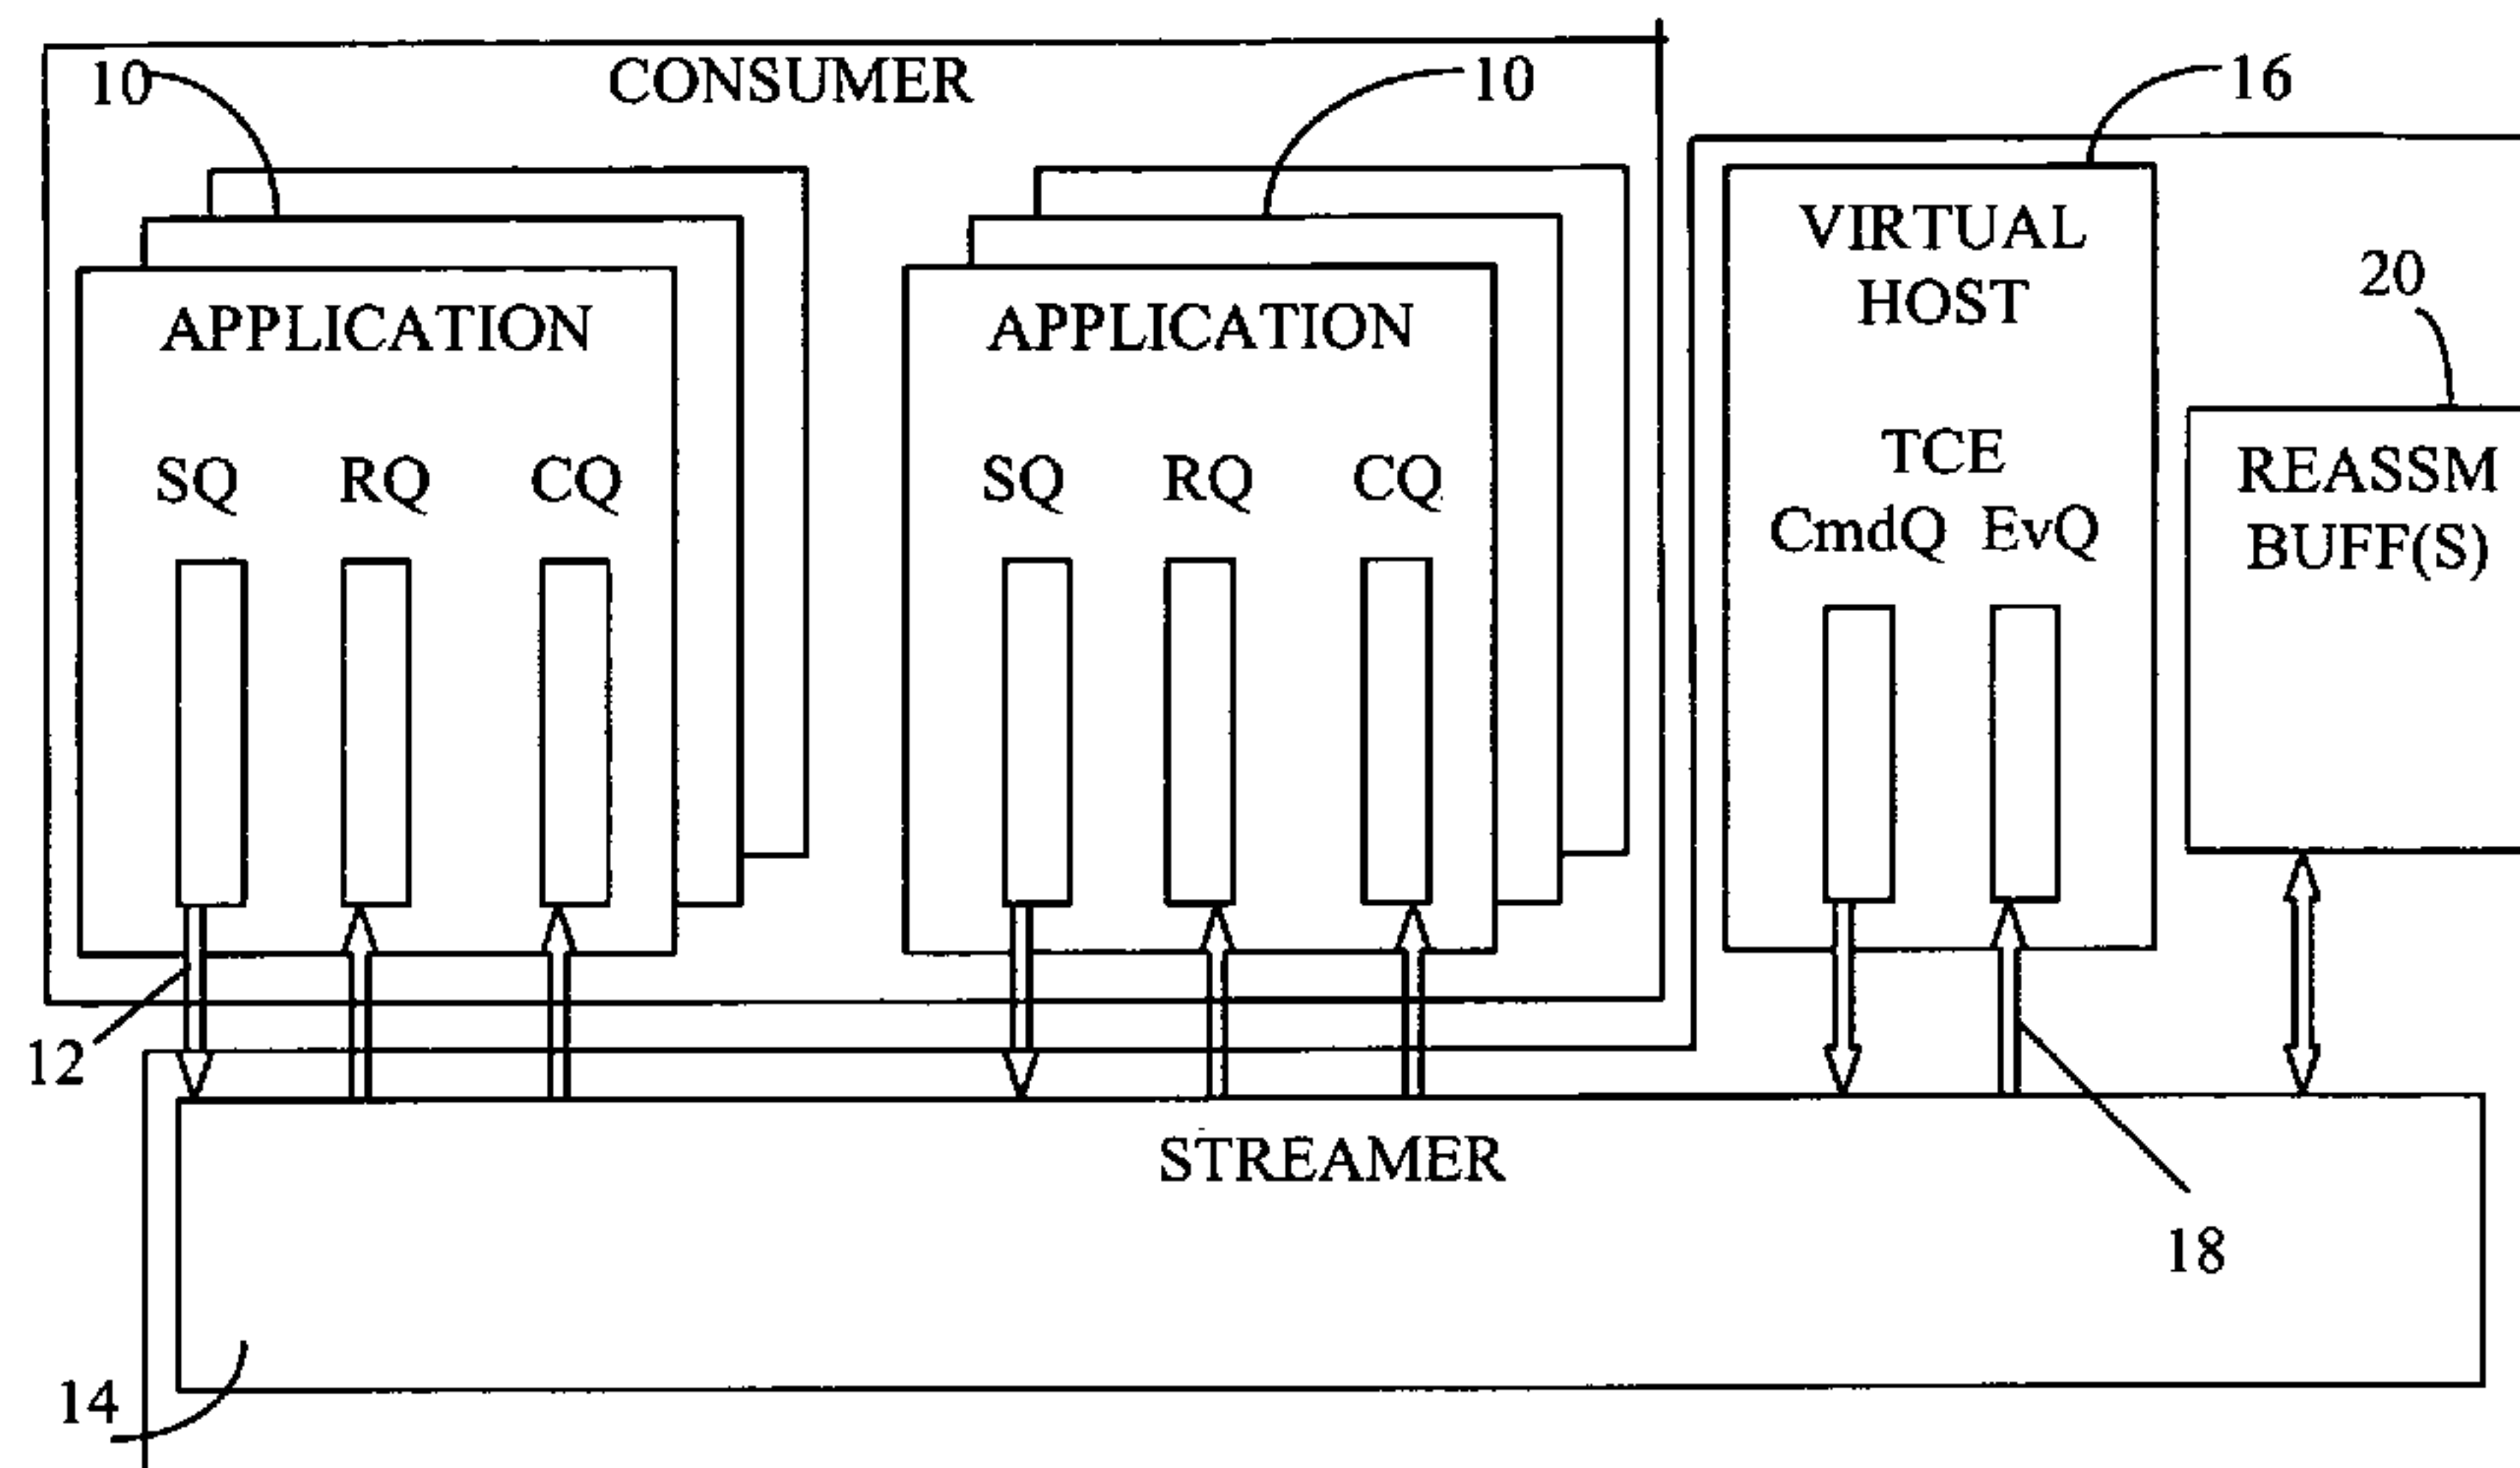 CONSUMER
10
10
16
VIRTUAL
HOST
20
APPLICATION
APPLICATION
SQ RQ CQ
SQ RQ CQ
TCE
CmdQ EvQ
REASSM
BUFF(S)
12
STREAMER
18
14